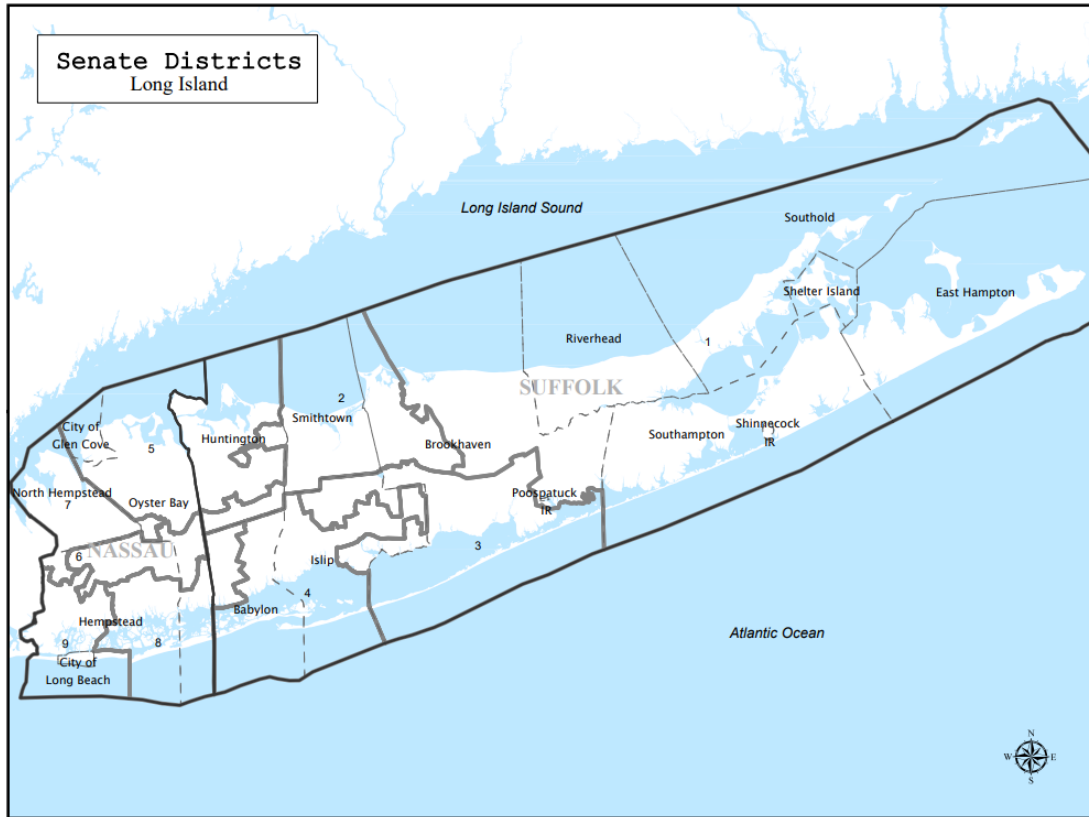 Senate Districts
Long Island
Long Island Sound
Southold
Shelter Island
East Hampton
Riverhead
1
SUFFOLK
2
Smithtown
City of
Glen Cove
5
Huntington
Brookhaven
Southampton
Shinnecock
IR
North Hempstead
7
Oyster Bay
Poospatuck
IR
6
NASSAU
3
Islip
4
Babylon
Hempstead
8
9
City of
Long Beach
Atlantic Ocean
N
W
E
S